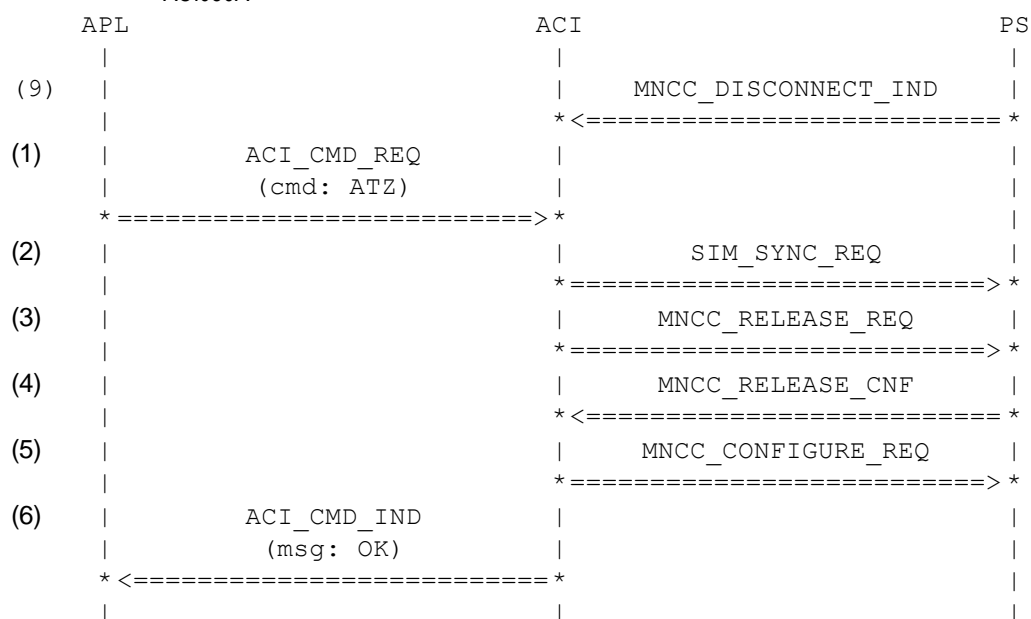 APL ACI PS
| | |
(9) | | MNCC_DISCONNECT_IND |
| *<========================== *
(1) | ACI_CMD_REQ | |
| (cmd: ATZ) | |
* ==========================>* |
(2) | | SIM_SYNC_REQ |
| *==========================> *
(3) | | MNCC_RELEASE_REQ |
| *==========================> *
(4) | | MNCC_RELEASE_CNF |
| *<========================== *
(5) | | MNCC_CONFIGURE_REQ |
| *==========================> *
(6) | ACI_CMD_IND | |
| (msg: OK) | |
* <==========================* |
| | |